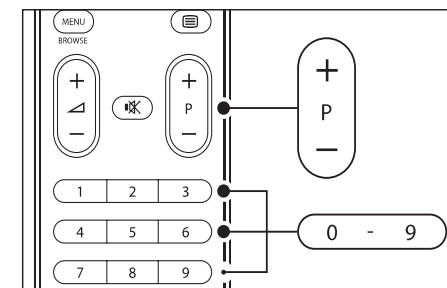 MENU
BROWSE
+ + +
P P
− − −
1 2 3
4 5 6
0 - 9
7 8 9